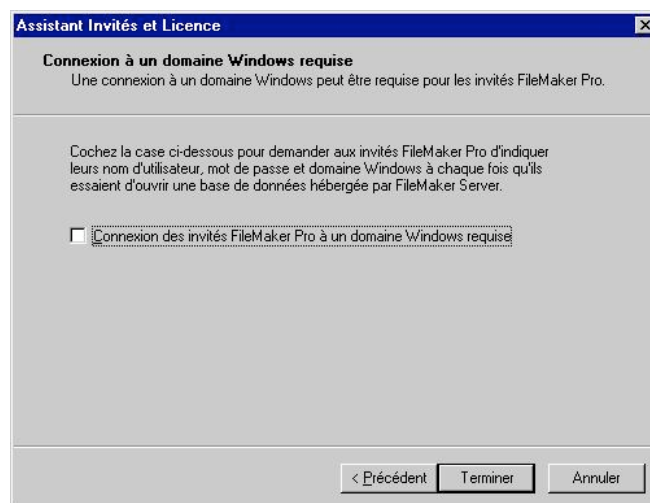 Assistant Invités et Licence
Connexion à un domaine Windows requise
Une connexion à un domaine Windows peut être requise pour les invités FileMaker Pro.
Cochez la case ci-dessous pour demander aux invités FileMaker Pro d'indiquer
leurs nom d'utilisateur, mot de passe et domaine Windows à chaque fois qu'ils
essaient d'ouvrir une base de données hébergée par FileMaker Server.
Connexion des invités FileMaker Pro à un domaine Windows requise
< Précédent Terminer Annuler